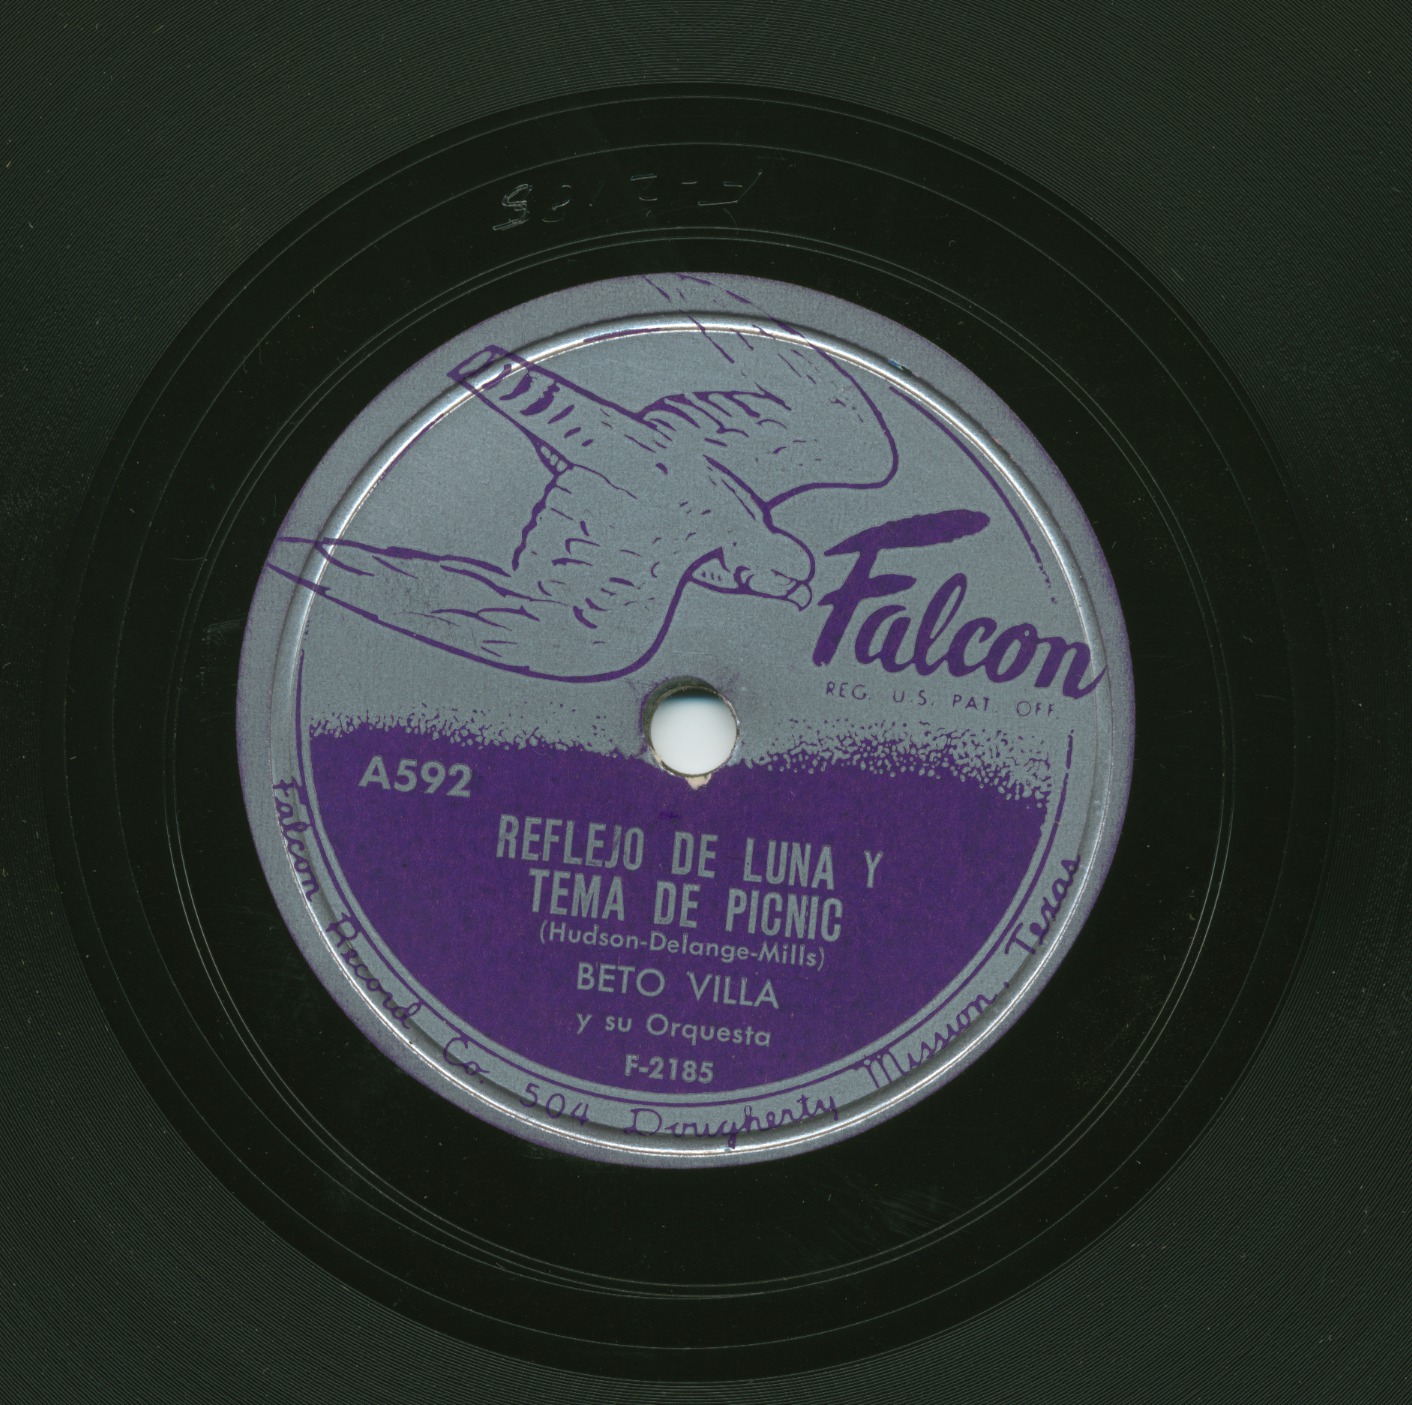 Falcon
REG. U.S. PAT. OFF.
A592
REFLEJO DE LUNA Y
TEMA DE PICNIC
(Hudson-Delange-Mills)
BETO VILLA
y su Orquesta
F-2185
Falcon Record Co. 504 Dougherty Mission, Texas